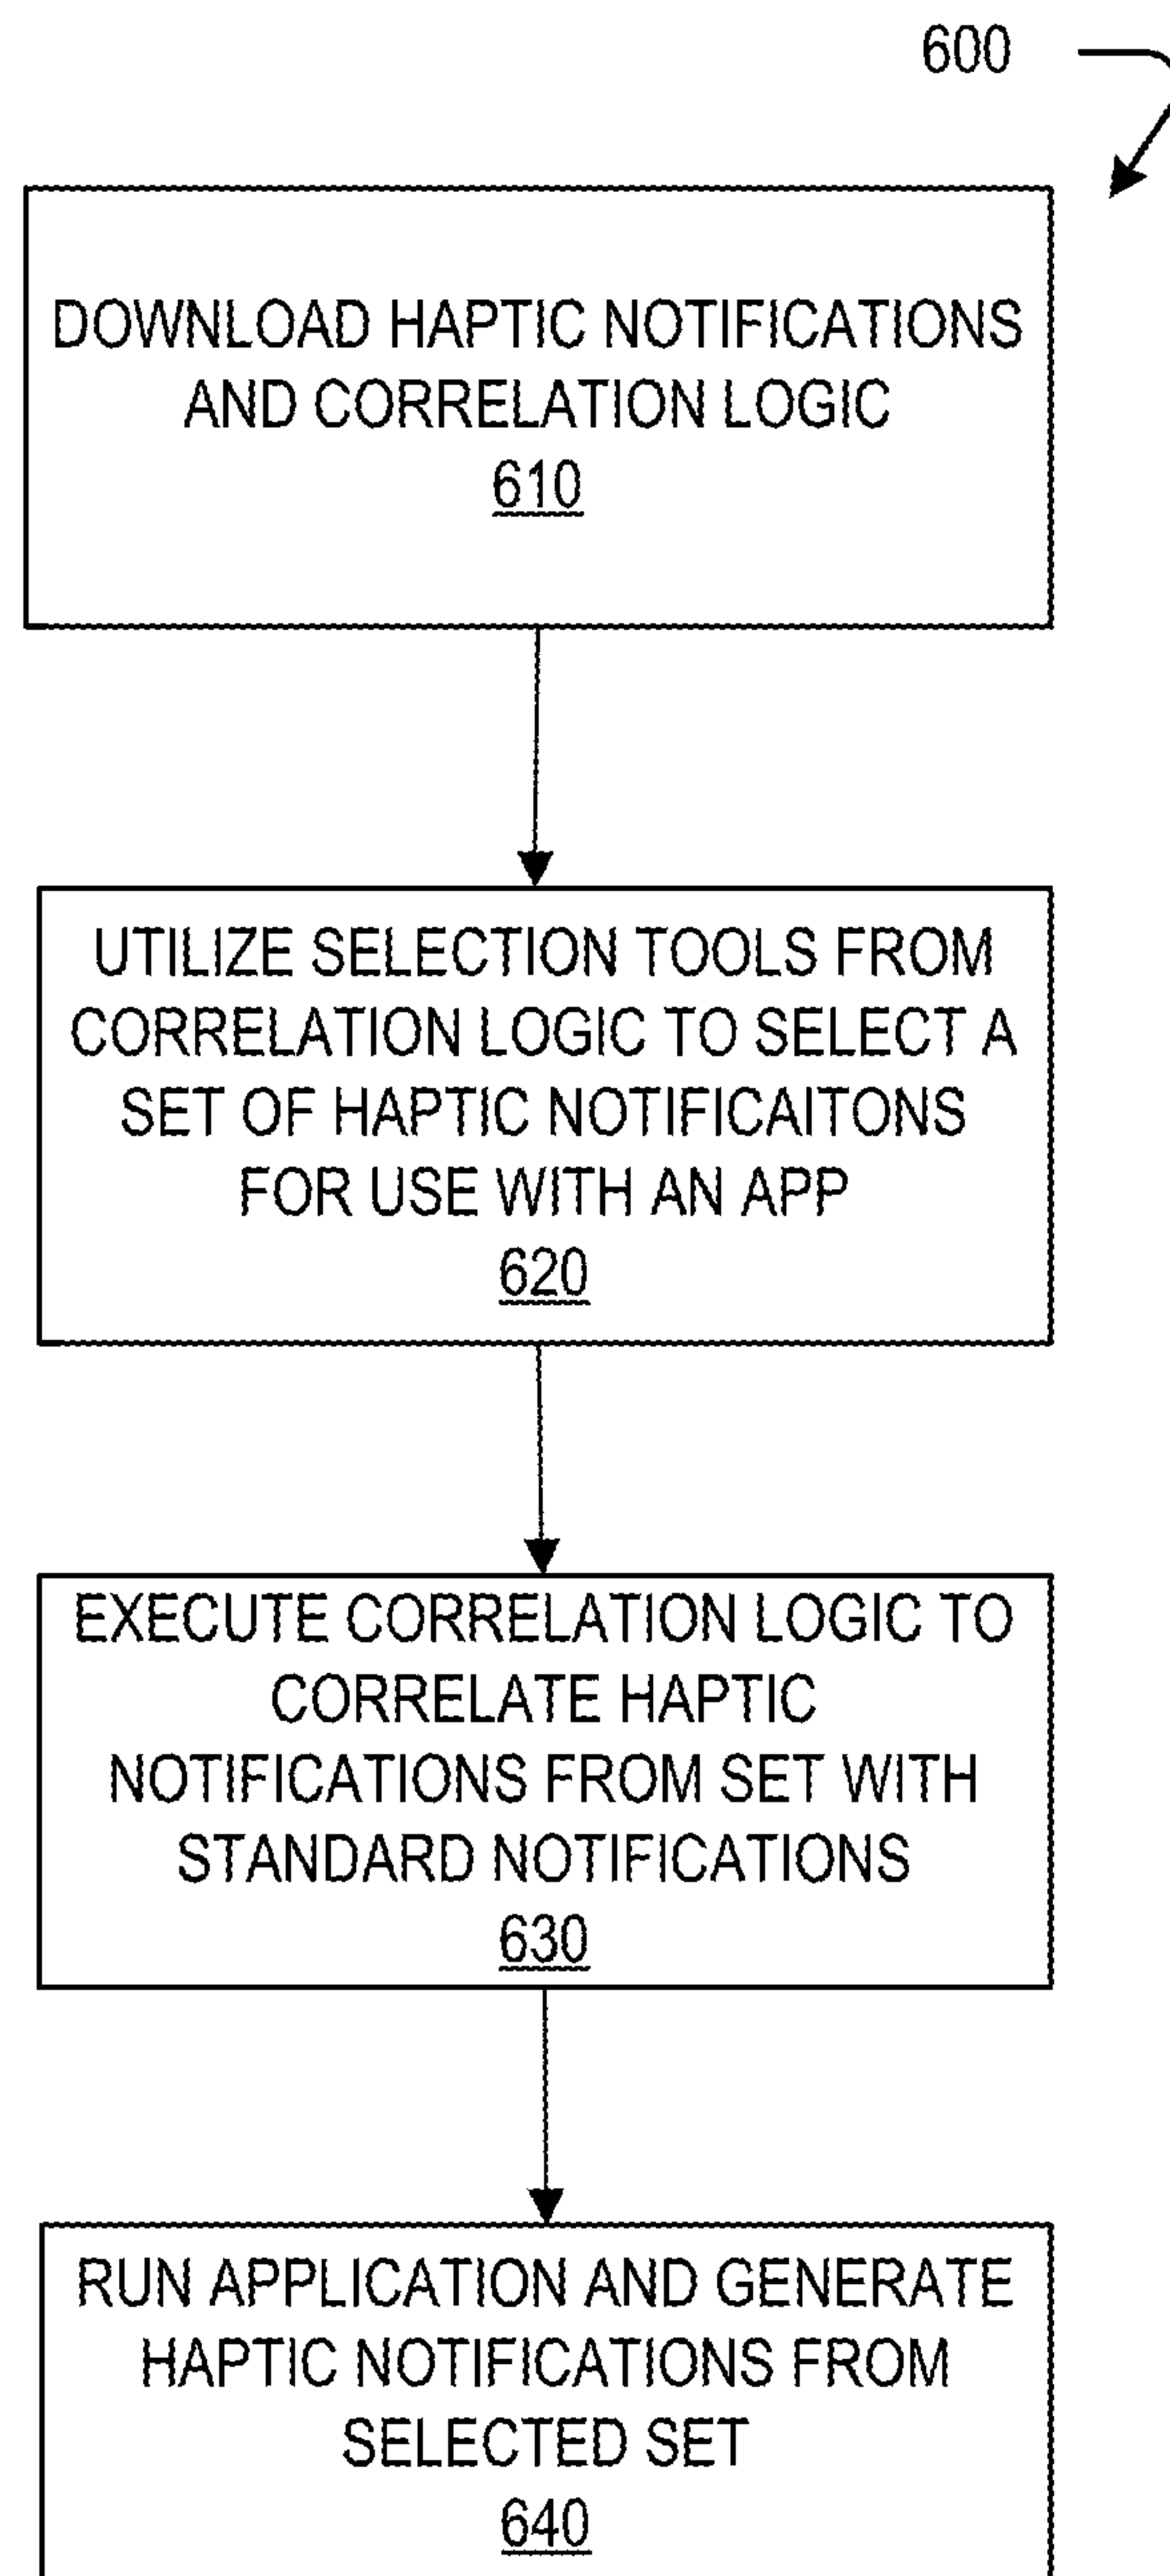 600
DOWNLOAD HAPTIC NOTIFICATIONS
AND CORRELATION LOGIC
610
UTILIZE SELECTION TOOLS FROM
CORRELATION LOGIC TO SELECT A
SET OF HAPTIC NOTIFICAITONS
FOR USE WITH AN APP
620
EXECUTE CORRELATION LOGIC TO
CORRELATE HAPTIC
NOTIFICATIONS FROM SET WITH
STANDARD NOTIFICATIONS
630
RUN APPLICATION AND GENERATE
HAPTIC NOTIFICATIONS FROM
SELECTED SET
640